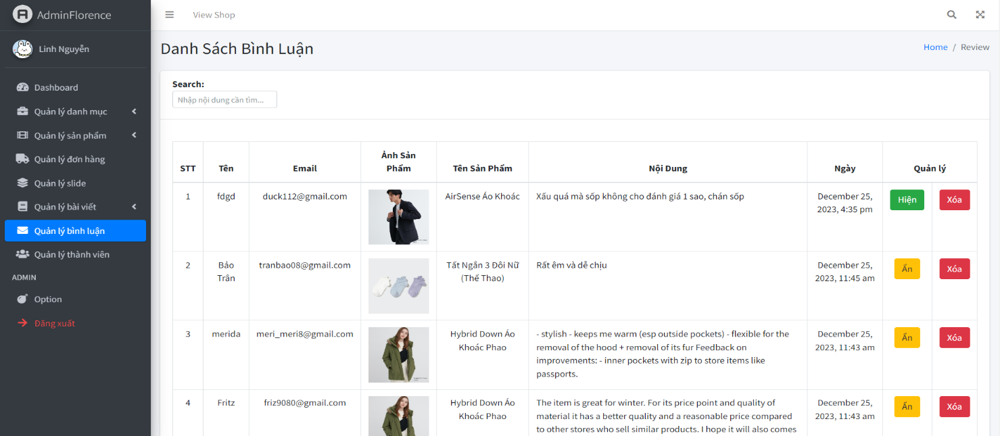 AdminFlorence
View Shop
Linh Nguyễn
Danh Sách Bình Luận
Home / Review
Dashboard
Quản lý danh mục
Quản lý sản phẩm
Quản lý đơn hàng
Quản lý slide
Quản lý bài viết
Quản lý bình luận
Quản lý thành viên
ADMIN
Option
Đăng xuất
Search:
Nhập nội dung cần tìm...
STT Tên Email Ảnh Sản Phẩm Tên Sản Phẩm Nội Dung Ngày Quản lý
1 fdgd duck112@gmail.com AirSense Áo Khoác Xấu quá mà sốp không cho đánh giá 1 sao, chán sốp December 25, Hiện Xóa
2023, 4:35 pm
2 Bảo tranbao08@gmail.com Tất Ngắn 3 Đôi Nữ Rất êm và dễ chịu December 25, Ẩn Xóa
Trân (Thể Thao) 2023, 11:45 am
3 merida meri_meri8@gmail.com Hybrid Down Áo - stylish - keeps me warm (esp outside pockets) - flexible for the December 25, Ẩn Xóa
Khoác Phao removal of the hood + removal of its fur Feedback on 2023, 11:43 am
improvements: - inner pockets with zip to store items like
passports.
4 Fritz friz9080@gmail.com Hybrid Down Áo The item is great for winter. For its price point and quality of December 25, Ẩn Xóa
Khoác Phao material it has a better quality and a reasonable price compared 2023, 11:43 am
to other stores who sell similar products. I hope it will also comes